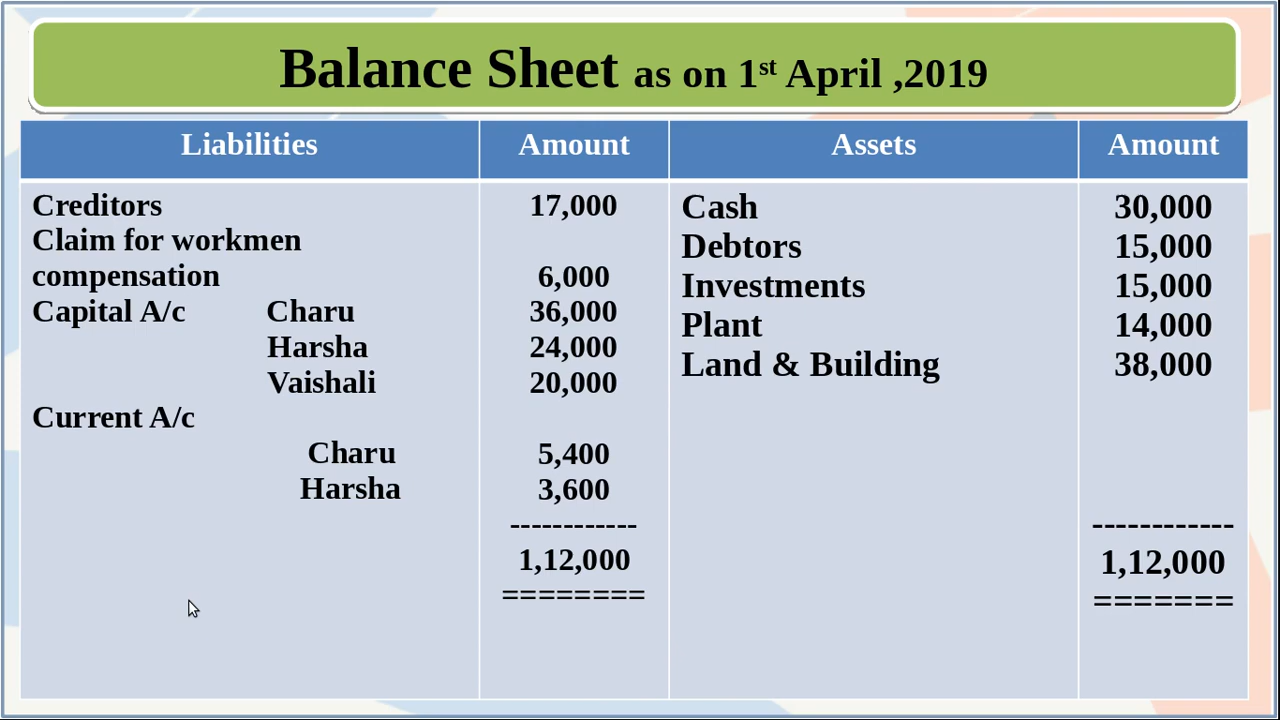 Balance Sheet as on 1st April ,2019
Liabilities Amount Assets Amount
Creditors 17,000
Claim for workmen
compensation 6,000
Capital A/c Charu 36,000
Harsha 24,000
Vaishali 20,000
Current A/c
Charu 5,400
Harsha 3,600
------------
1,12,000
========
Cash 30,000
Debtors 15,000
Investments 15,000
Plant 14,000
Land & Building 38,000
------------
1,12,000
=======